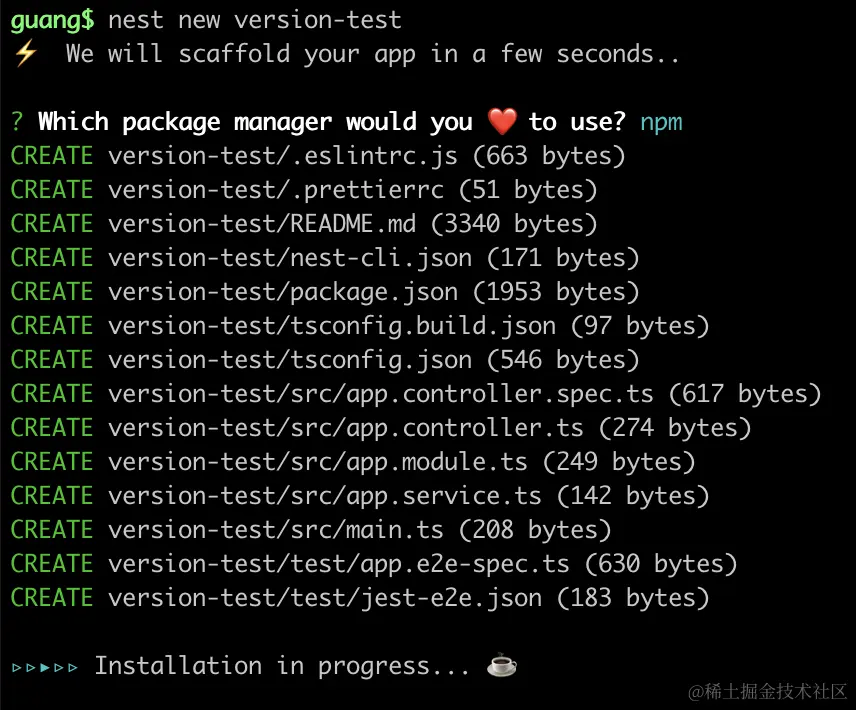 guang$ nest new version-test
⚡ We will scaffold your app in a few seconds..
? Which package manager would you ❤️ to use? npm
CREATE version-test/.eslintrc.js (663 bytes)
CREATE version-test/.prettierrc (51 bytes)
CREATE version-test/README.md (3340 bytes)
CREATE version-test/nest-cli.json (171 bytes)
CREATE version-test/package.json (1953 bytes)
CREATE version-test/tsconfig.build.json (97 bytes)
CREATE version-test/tsconfig.json (546 bytes)
CREATE version-test/src/app.controller.spec.ts (617 bytes)
CREATE version-test/src/app.controller.ts (274 bytes)
CREATE version-test/src/app.module.ts (249 bytes)
CREATE version-test/src/app.service.ts (142 bytes)
CREATE version-test/src/main.ts (208 bytes)
CREATE version-test/test/app.e2e-spec.ts (630 bytes)
CREATE version-test/test/jest-e2e.json (183 bytes)
▹▹▸▹▹ Installation in progress... ☕
@稀土掘金技术社区